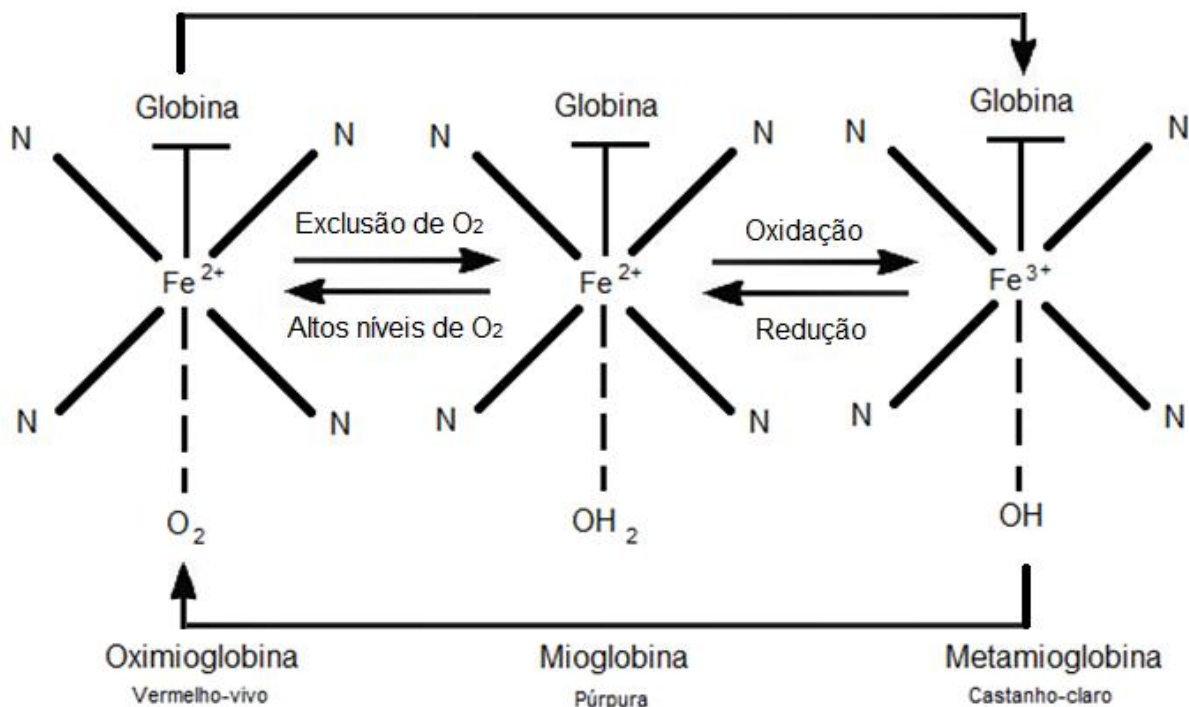 Globina Globina Globina
N N N N N N
Exclusão de O2 Oxidação
Fe2+ Fe2+ Fe3+
Altos níveis de O2 Redução
N N N N N N
O2 OH2 OH
Oximioglobina Mioglobina Metamioglobina
Vermelho-vivo Púrpura Castanho-claro